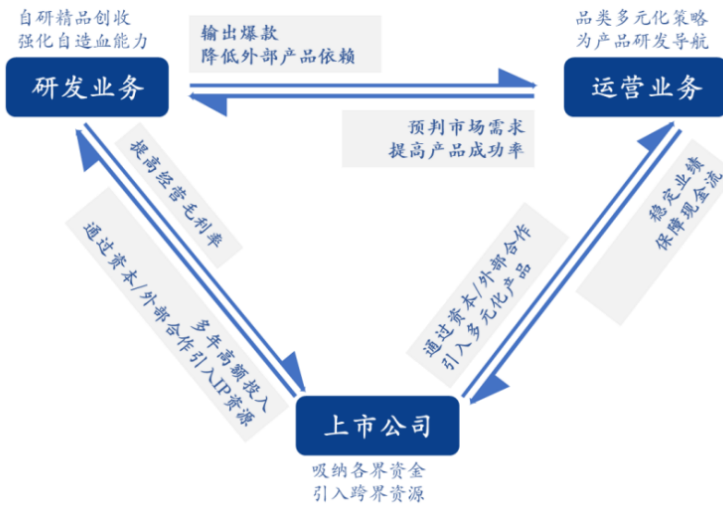 自研精品创收
强化自造血能力
研发业务
输出爆款
降低外部产品依赖
品类多元化策略
为产品研发导航
运营业务
预判市场需求
提高产品成功率
提高经营毛利率
多年高额投入
通过资本/外部合作引入IP资源
通过资本/外部合作
引入多元化产品
稳定业绩
保障现金流
上市公司
吸纳各界资金
引入跨界资源